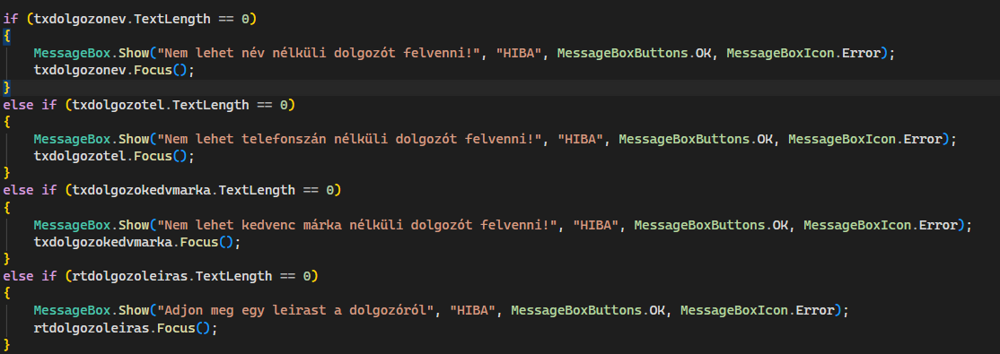 if (txdolgozonev.TextLength == 0)
{
    MessageBox.Show("Nem lehet név nélküli dolgozót felvenni!", "HIBA", MessageBoxButtons.OK, MessageBoxIcon.Error);
    txdolgozonev.Focus();
}
else if (txdolgozotel.TextLength == 0)
{
    MessageBox.Show("Nem lehet telefonszán nélküli dolgozót felvenni!", "HIBA", MessageBoxButtons.OK, MessageBoxIcon.Error);
    txdolgozotel.Focus();
}
else if (txdolgozokedvmarka.TextLength == 0)
{
    MessageBox.Show("Nem lehet kedvenc márka nélküli dolgozót felvenni!", "HIBA", MessageBoxButtons.OK, MessageBoxIcon.Error);
    txdolgozokedvmarka.Focus();
}
else if (rtdolgozoleiras.TextLength == 0)
{
    MessageBox.Show("Adjon meg egy leirast a dolgozóról", "HIBA", MessageBoxButtons.OK, MessageBoxIcon.Error);
    rtdolgozoleiras.Focus();
}